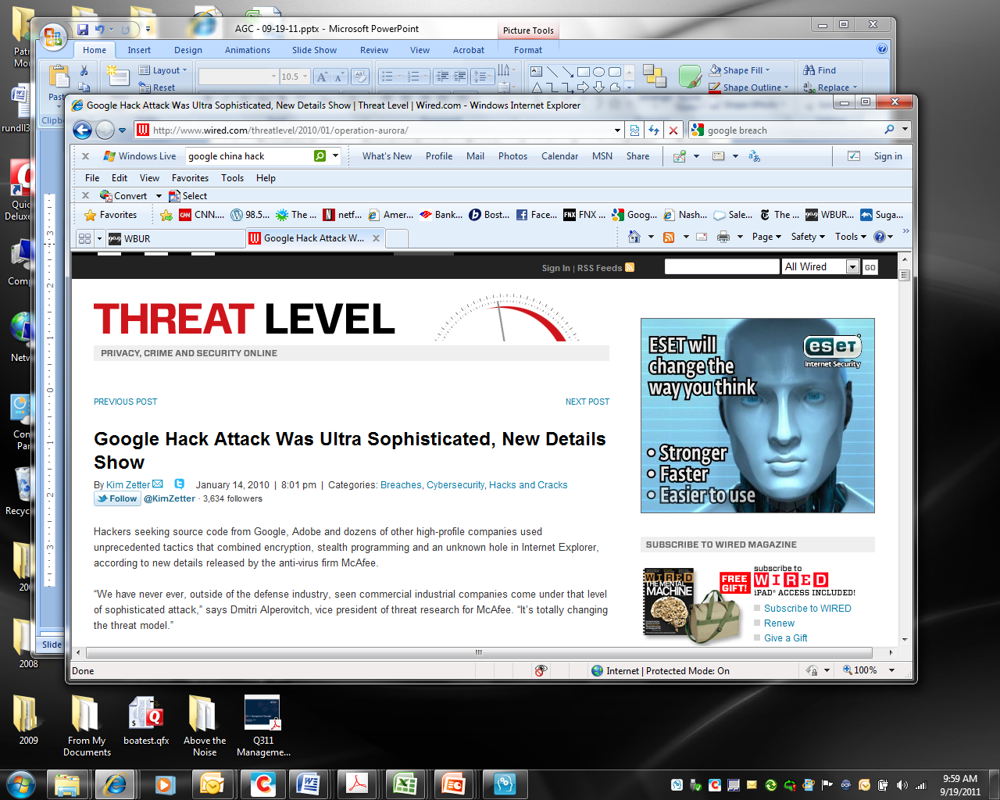 AGC - 09-19-11.pptx - Microsoft PowerPoint
Picture Tools
Home
Insert
Design
Animations
Slide Show
Review
View
Acrobat
Format
Layout
Reset
10.5
Shape Fill
Shape Outline
Find
Replace
Google Hack Attack Was Ultra Sophisticated, New Details Show | Threat Level | Wired.com - Windows Internet Explorer
http://www.wired.com/threatlevel/2010/01/operation-aurora/
google breach
Windows Live
google china hack
What's New
Profile
Mail
Photos
Calendar
MSN
Share
Sign in
File
Edit
View
Favorites
Tools
Help
Convert
Select
Favorites
CNN....
98.5...
The ...
netf...
Amer...
Bank...
Bost...
Face...
FNX ...
Goog...
Nash...
Sale...
The ...
WBUR...
Suga...
WBUR
Google Hack Attack W...
Page
Safety
Tools
Sign In | RSS Feeds
All Wired
GO
THREAT LEVEL
PRIVACY, CRIME AND SECURITY ONLINE
PREVIOUS POST
NEXT POST
Google Hack Attack Was Ultra Sophisticated, New Details
Show
By Kim Zetter January 14, 2010 | 8:01 pm | Categories: Breaches, Cybersecurity, Hacks and Cracks
Follow @KimZetter · 3,634 followers
Hackers seeking source code from Google, Adobe and dozens of other high-profile companies used
unprecedented tactics that combined encryption, stealth programming and an unknown hole in Internet Explorer,
according to new details released by the anti-virus firm McAfee.
“We have never ever, outside of the defense industry, seen commercial industrial companies come under that level
of sophisticated attack,” says Dmitri Alperovitch, vice president of threat research for McAfee. “It’s totally changing
the threat model.”
ESET will
change the
way you think
eseT
Internet Security
Stronger
Faster
Easier to use
SUBSCRIBE TO WIRED MAGAZINE
WIRED
THE MENTAL
MACHINE
FREE
GIFT!
subscribe to
WIRED
iPAD® ACCESS INCLUDED!
Subscribe to WIRED
Renew
Give a Gift
Done
Internet | Protected Mode: On
100%
Slide
2008
2009
From My
Documents
boatest.qfx
Above the
Noise
Q311
Manageme...
9:59 AM
9/19/2011